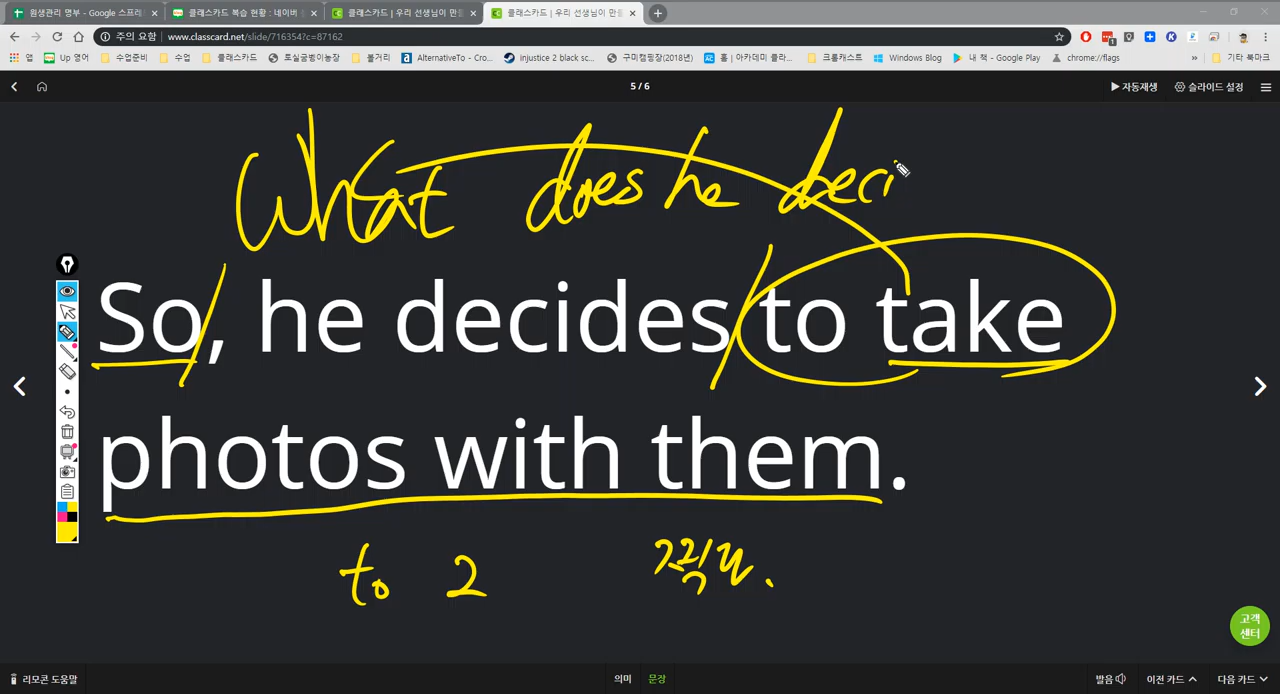 원생관리 명부 - Google 스프레
클래스카드 복습 현황 : 네이버
클래스카드 | 우리 선생님이 만들
클래스카드 | 우리 선생님이 만들
주의 요함 www.classcard.net/slide/716354?c=87162
앱 Up 영어 수업준비 수업 클래스카드 토실굼벵이농장 볼거리 AlternativeTo - Cro... injustice 2 black sc... 구미캠핑장(2018년) 홈 | 아카데미 클라... 크롬캐스트 Windows Blog 내 책 - Google Play chrome://flags » 기타 북마크
5 / 6
자동재생 슬라이드 설정
What does he deci
So, he decides to take
photos with them.
to 2
고객
센터
리모콘 도움말 의미 문장 발음 이전 카드 다음 카드